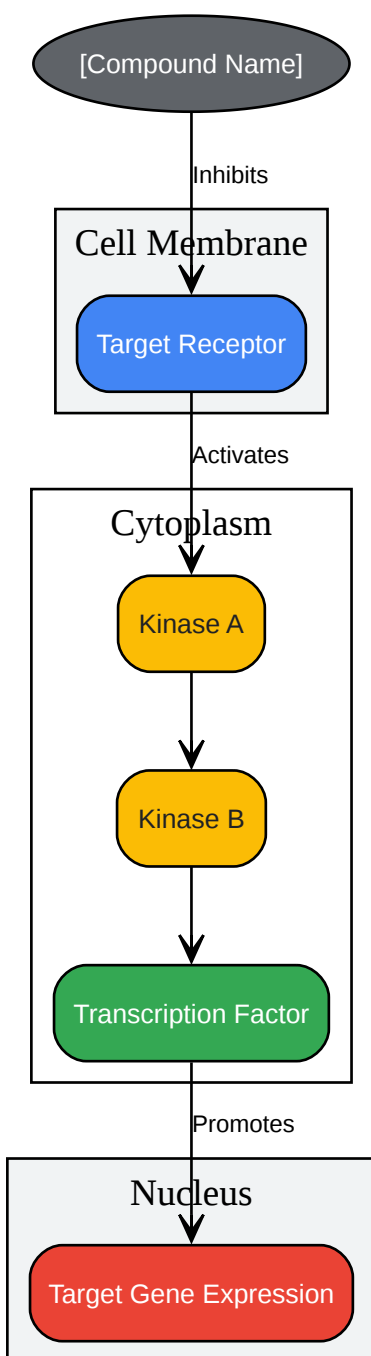 [Compound Name]
Inhibits
Cell Membrane
Target Receptor
Activates
Cytoplasm
Kinase A
Kinase B
Transcription Factor
Promotes
Nucleus
Target Gene Expression